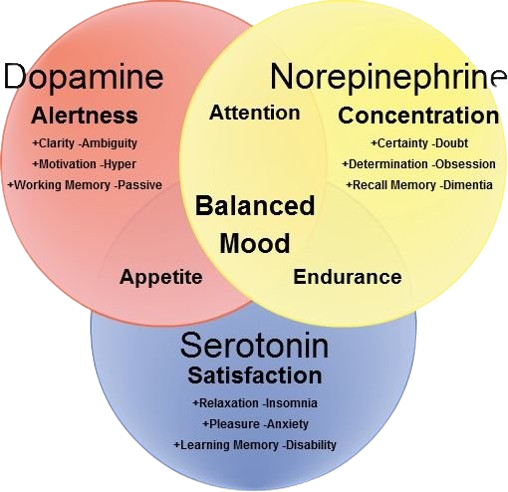 Dopamine
Norepinephrine
Alertness
Attention
Concentration
+Clarity -Ambiguity
+Certainty -Doubt
+Motivation -Hyper
+Determination -Obsession
+Working Memory -Passive
+Recall Memory -Dimentia
Balanced
Mood
Appetite
Endurance
Serotonin
Satisfaction
+Relaxation -Insomnia
+Pleasure -Anxiety
+Learning Memory -Disability